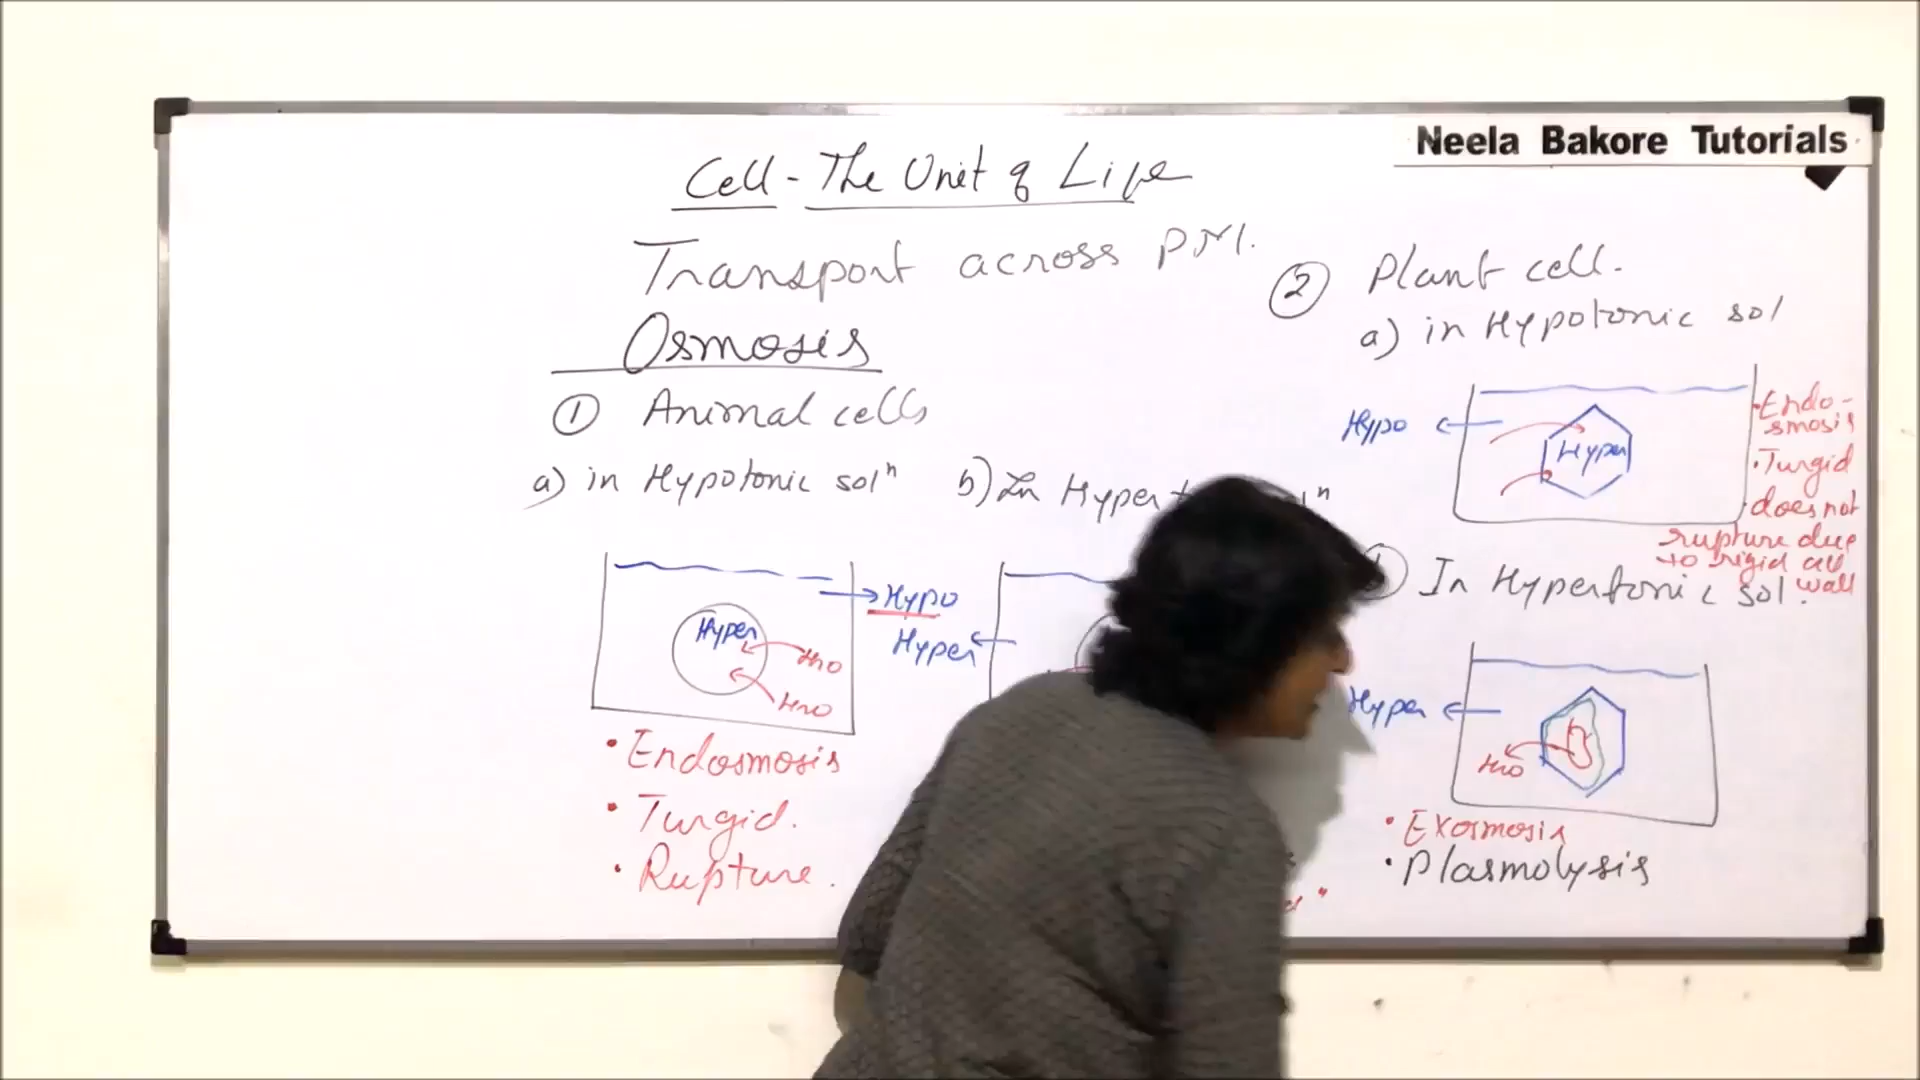 Neela Bakore Tutorials
Cell - The Unit of Life
Transport across P.M.
Osmosis
① Animal cells
a) in Hypotonic solⁿ
Hyper
H₂O
H₂O
Hypo
• Endosmosis
• Turgid.
• Rupture.
b) In Hyper
Hyper
② Plant cell.
a) in Hypotonic sol
Hypo
Hyper
• Endo-
smosis
• Turgid
• does not
rupture due
to rigid cell
wall
In Hypertonic sol.
Hyper
H₂O
• Exosmosis
• Plasmolysis